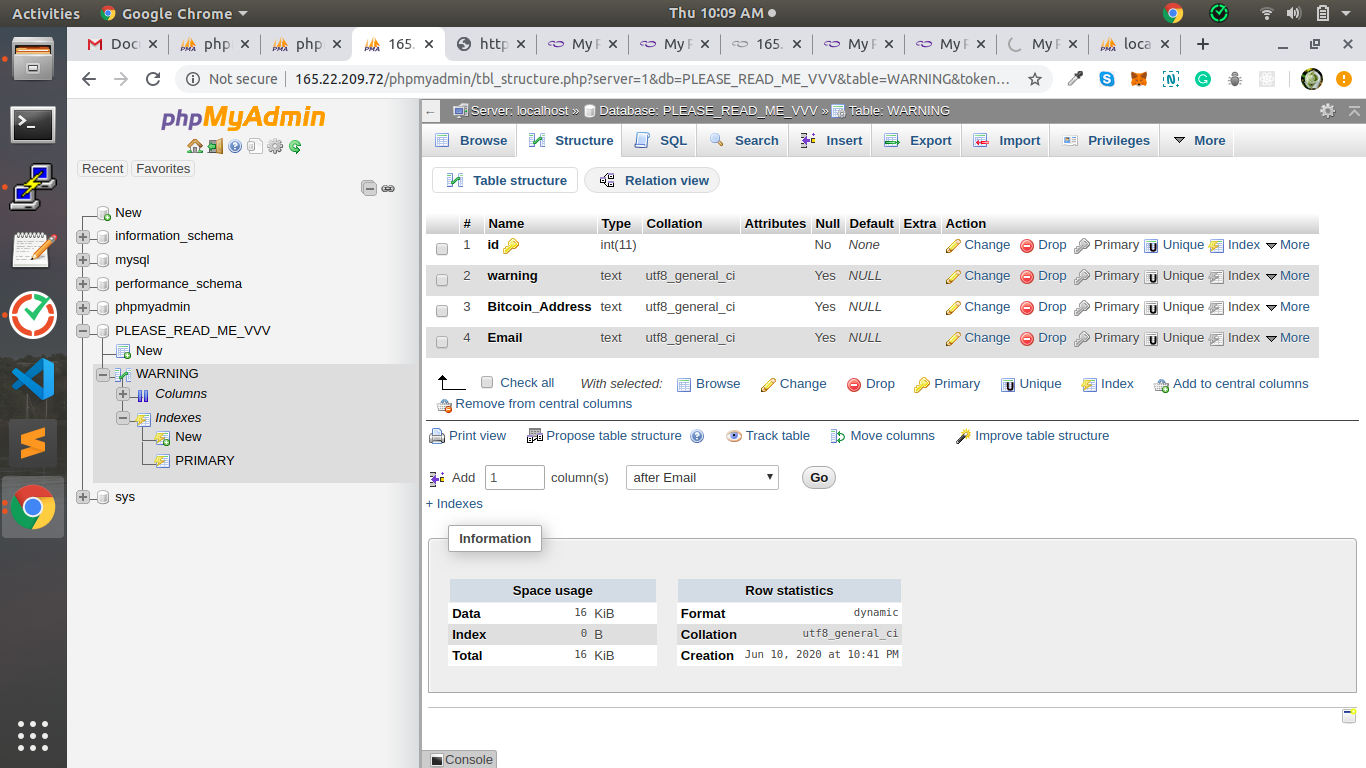 Activities Google Chrome Thu 10:09 AM
Doc php php 165. http My P My P 165. My P My P My P loca
Not secure 165.22.209.72/phpmyadmin/tbl_structure.php?server=1&db=PLEASE_READ_ME_VVV&table=WARNING&token…
phpMyAdmin
Recent Favorites
New
information_schema
mysql
performance_schema
phpmyadmin
PLEASE_READ_ME_VVV
New
WARNING
Columns
Indexes
New
PRIMARY
sys
Server: localhost » Database: PLEASE_READ_ME_VVV » Table: WARNING
Browse Structure SQL Search Insert Export Import Privileges More
Table structure Relation view
# Name Type Collation Attributes Null Default Extra Action
1 id int(11) No None Change Drop Primary Unique Index More
2 warning text utf8_general_ci Yes NULL Change Drop Primary Unique Index More
3 Bitcoin_Address text utf8_general_ci Yes NULL Change Drop Primary Unique Index More
4 Email text utf8_general_ci Yes NULL Change Drop Primary Unique Index More
Check all With selected: Browse Change Drop Primary Unique Index Add to central columns
Remove from central columns
Print view Propose table structure Track table Move columns Improve table structure
Add 1 column(s) after Email Go
+ Indexes
Information
Space usage
Data 16 KiB
Index 0 B
Total 16 KiB
Row statistics
Format dynamic
Collation utf8_general_ci
Creation Jun 10, 2020 at 10:41 PM
Console